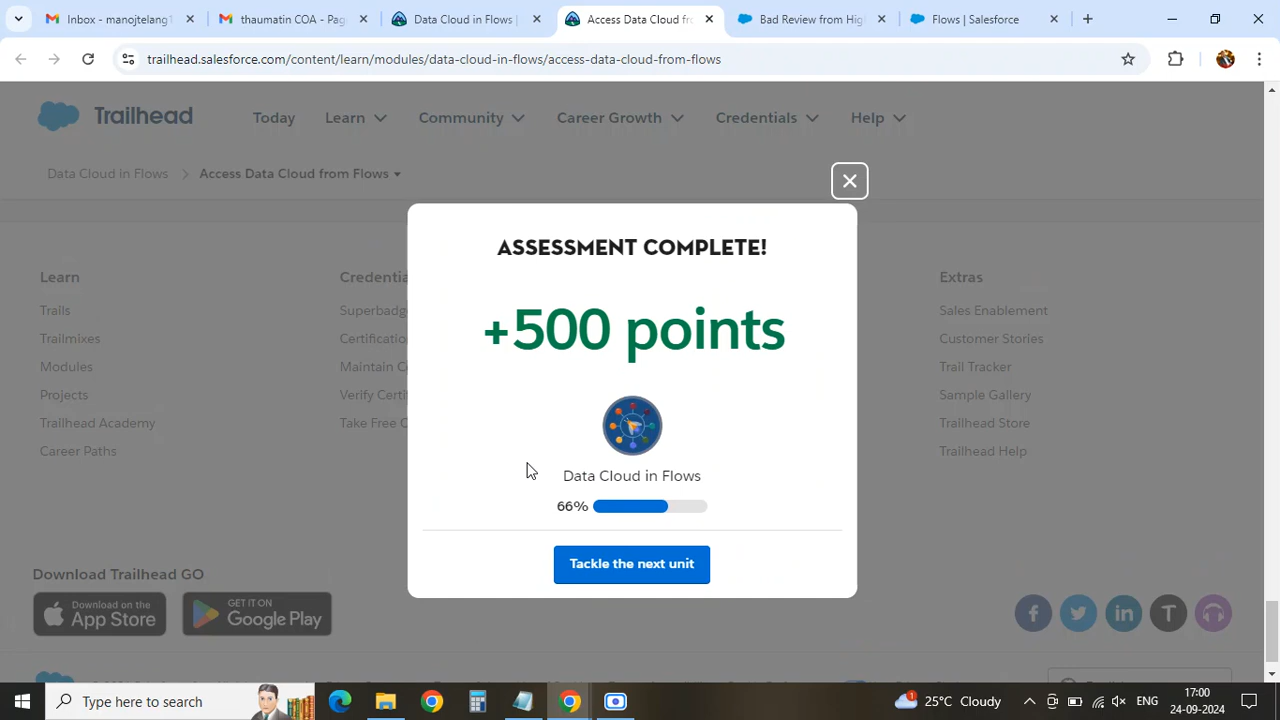 Inbox - manojtelang1
thaumatin COA - Pag
Data Cloud in Flows |
Access Data Cloud fro
Bad Review from Hig
Flows | Salesforce
trailhead.salesforce.com/content/learn/modules/data-cloud-in-flows/access-data-cloud-from-flows
Trailhead
Today
Learn
Community
Career Growth
Credentials
Help
Data Cloud in Flows
Access Data Cloud from Flows
ASSESSMENT COMPLETE!
+500 points
Data Cloud in Flows
66%
Tackle the next unit
Learn
Trails
Trailmixes
Modules
Projects
Trailhead Academy
Career Paths
Credentia
Superbadg
Certification
Maintain C
Verify Certi
Take Free C
Extras
Sales Enablement
Customer Stories
Trail Tracker
Sample Gallery
Trailhead Store
Trailhead Help
Download Trailhead GO
Download on the
App Store
GET IT ON
Google Play
Type here to search
1
25°C Cloudy
ENG
17:00
24-09-2024